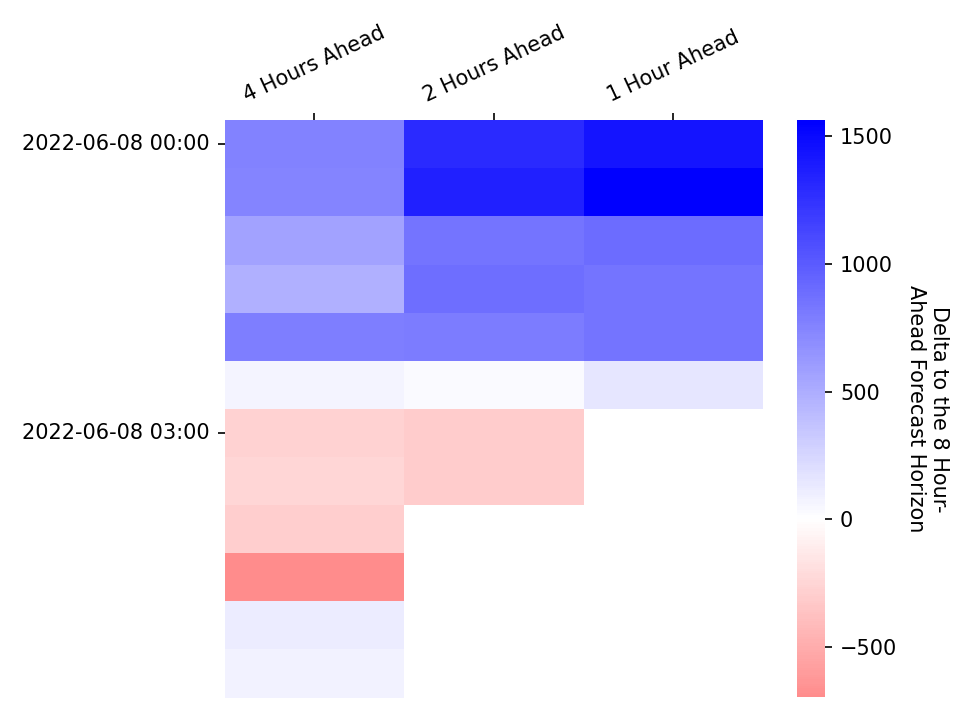 4 Hours Ahead
2 Hours Ahead
1 Hour Ahead
2022-06-08 00:00
2022-06-08 03:00
1500
1000
500
0
−500
Delta to the 8 Hour-
Ahead Forecast Horizon